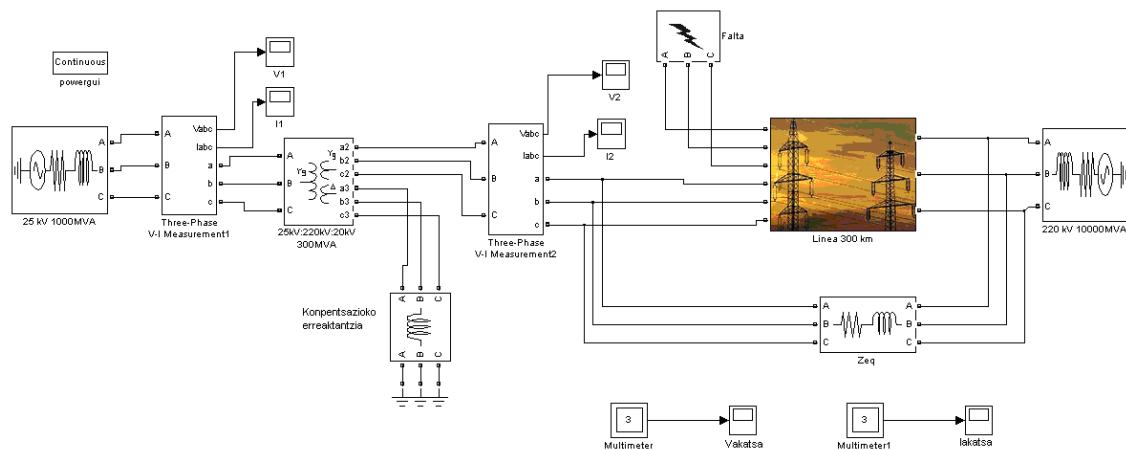 Continuous
powergui
25 kV 1000MVA
A
B
C
A
B
C
Vabc
Iabc
a
b
c
Three-Phase
V-I Measurement1
V1
I1
A
B
C
Yg
Yg
Δ
a2
b2
c2
a3
b3
c3
25kV:220kV:20kV
300MVA
Konpentsazioko
erreaktantzia
A
B
C
A
B
C
A
B
C
Vabc
Iabc
a
b
c
Three-Phase
V-I Measurement2
V2
I2
Falta
A
B
C
Linea 300 km
A
B
C
220 kV 10000MVA
A
B
C
A
B
C
Zeq
3
Multimeter
Vakatsa
3
Multimeter1
Iakatsa